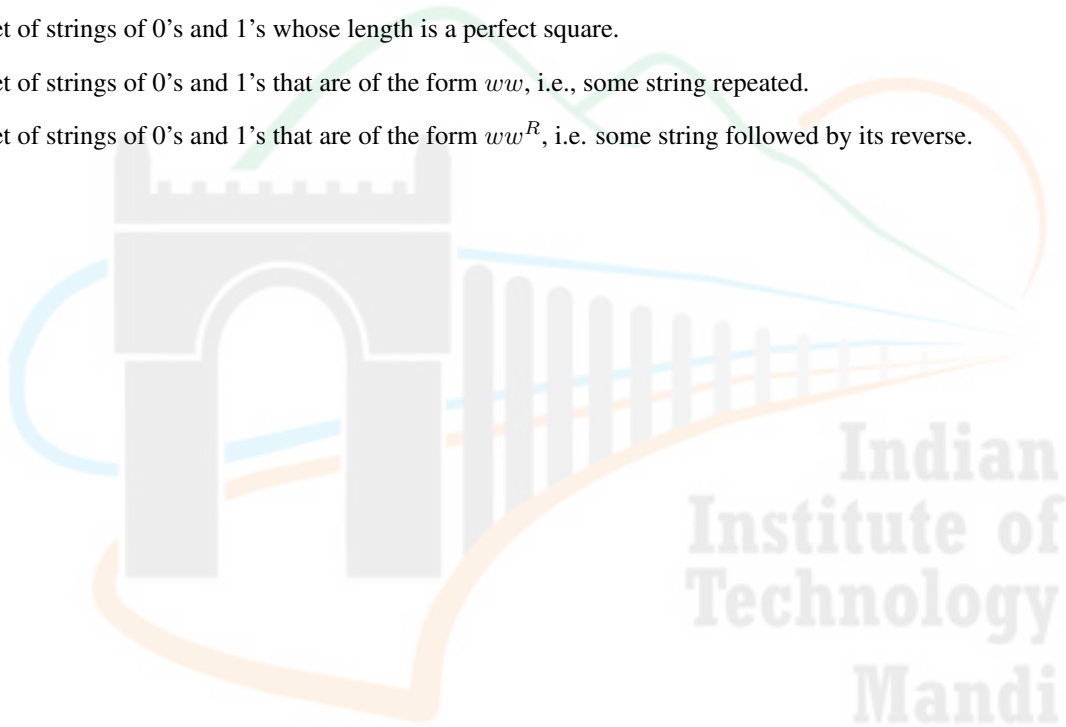 et of strings of 0's and 1's whose length is a perfect square.
et of strings of 0's and 1's that are of the form ww, i.e., some string repeated.
et of strings of 0's and 1's that are of the form ww^R, i.e. some string followed by its reverse.
Indian
Institute of
Technology
Mandi